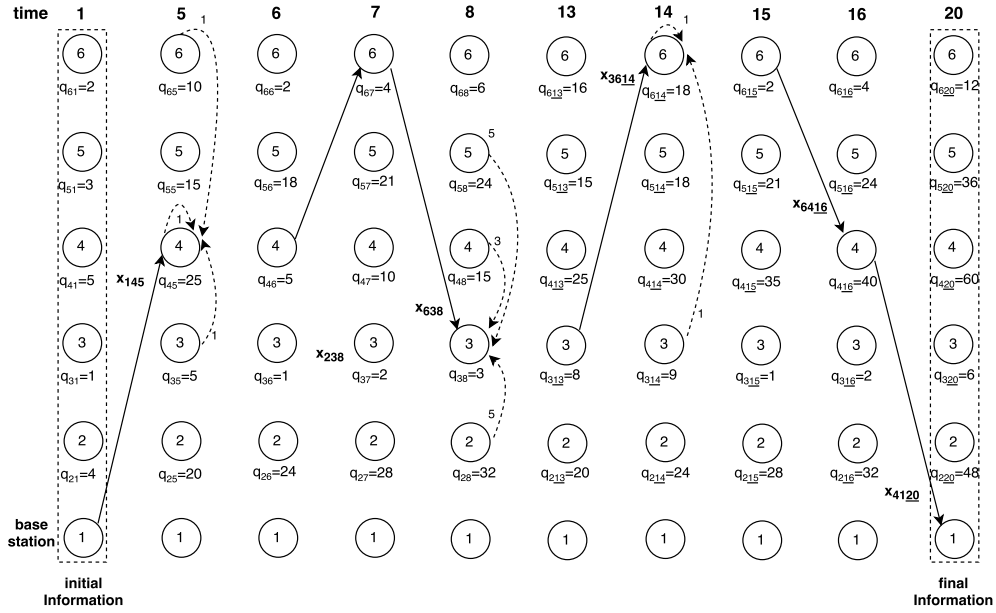 time 1 5 6 7 8 13 14 15 16 20
1 1
6 6 6 6 6 6 6 6 6 6
x3614
q61=2 q65=10 q66=2 q67=4 q68=6 q613=16 q614=18 q615=2 q616=4 q620=12
5
5 5 5 5 5 5 5 5 5 5
q51=3 q55=15 q56=18 q57=21 q58=24 q513=15 q514=18 q515=21 q516=24 q520=36
x6416
1 3
4 4 4 4 4 4 4 4 4 4
x145 q41=5 q45=25 q46=5 q47=10 q48=15 q413=25 q414=30 q415=35 q416=40 q420=60
x638
1 1
3 3 3 3 3 3 3 3 3 3
x238
q31=1 q35=5 q36=1 q37=2 q38=3 q313=8 q314=9 q315=1 q316=2 q320=6
5
2 2 2 2 2 2 2 2 2 2
q21=4 q25=20 q26=24 q27=28 q28=32 q213=20 q214=24 q215=28 q216=32 q220=48
x4120
base
station
1 1 1 1 1 1 1 1 1 1
initial
Information
final
Information